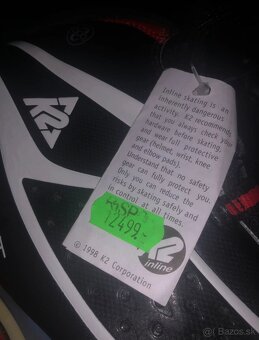 K2
Inline skating is an
inherently dangerous
activity. K2 recommends
that you always check your
hardware before skating,
and wear full protective
gear (helmet, wrist, knee
and elbow pads).
Understand that no safety
gear can fully protect you.
Only you can reduce the
risks by skating safely and
in control at all times.
2499.-
K2
inline
© 1998 K2 Corporation
Bazos.sk